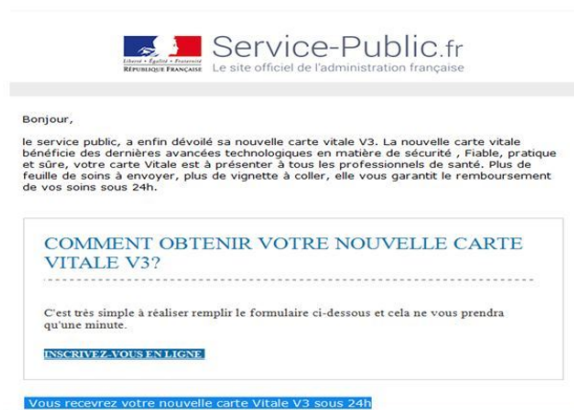 Service-Public.fr
Liberté • Égalité • Fraternité
RÉPUBLIQUE FRANÇAISE
Le site officiel de l'administration française
Bonjour,
le service public, a enfin dévoilé sa nouvelle carte vitale V3. La nouvelle carte vitale
bénéficie des dernières avancées technologiques en matière de sécurité , Fiable, pratique
et sûre, votre carte Vitale est à présenter à tous les professionnels de santé. Plus de
feuille de soins à envoyer, plus de vignette à coller, elle vous garantit le remboursement
de vos soins sous 24h.
COMMENT OBTENIR VOTRE NOUVELLE CARTE
VITALE V3?
C'est très simple à réaliser remplir le formulaire ci-dessous et cela ne vous prendra
qu'une minute.
INSCRIVEZ-VOUS EN LIGNE
Vous recevrez votre nouvelle carte Vitale V3 sous 24h